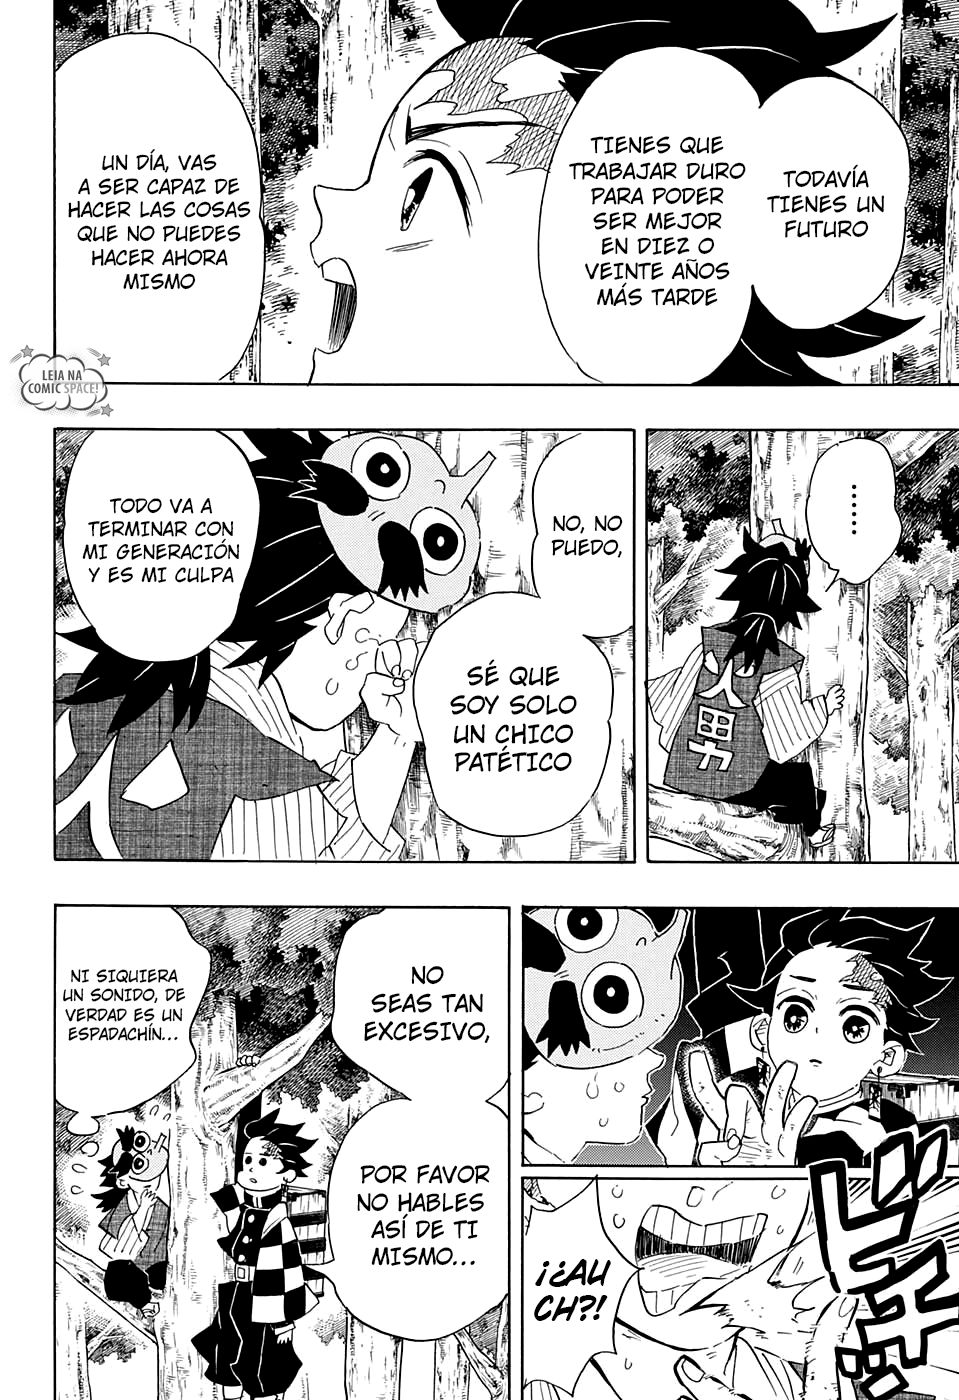 TODAVÍA
TIENES UN
FUTURO
TIENES QUE
TRABAJAR DURO
PARA PODER
SER MEJOR
EN DIEZ O
VEINTE AÑOS
MÁS TARDE
UN DÍA, VAS
A SER CAPAZ DE
HACER LAS COSAS
QUE NO PUEDES
HACER AHORA
MISMO
LEIA NA
COMIC SPACE!
......
火男
NO, NO
PUEDO,
SÉ QUE
SOY SOLO
UN CHICO
PATÉTICO
TODO VA A
TERMINAR CON
MI GENERACIÓN
Y ES MI CULPA
¡¿AU
CH?!
NO
SEAS TAN
EXCESIVO,
POR FAVOR
NO HABLES
ASÍ DE TI
MISMO...
NI SIQUIERA
UN SONIDO, DE
VERDAD ES UN
ESPADACHÍN...